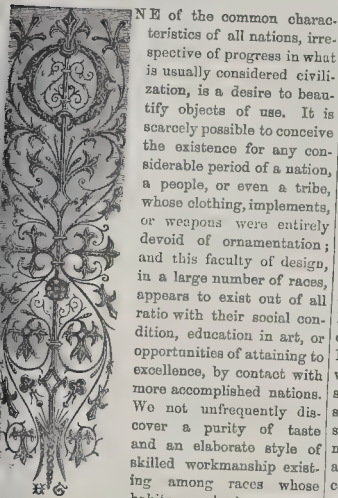 ONE of the common charac-
teristics of all nations, irre-
spective of progress in what
is usually considered civili-
zation, is a desire to beau-
tify objects of use. It is
scarcely possible to conceive
the existence for any con-
siderable period of a nation,
a people, or even a tribe,
whose clothing, implements,
or weapons were entirely
devoid of ornamentation;
and this faculty of design,
in a large number of races,
appears to exist out of all
ratio with their social con-
dition, education in art, or
opportunities of attaining to
excellence, by contact with
more accomplished nations.
We not unfrequently dis-
cover a purity of taste
and an elaborate style of
skilled workmanship exist-
ing among races whose